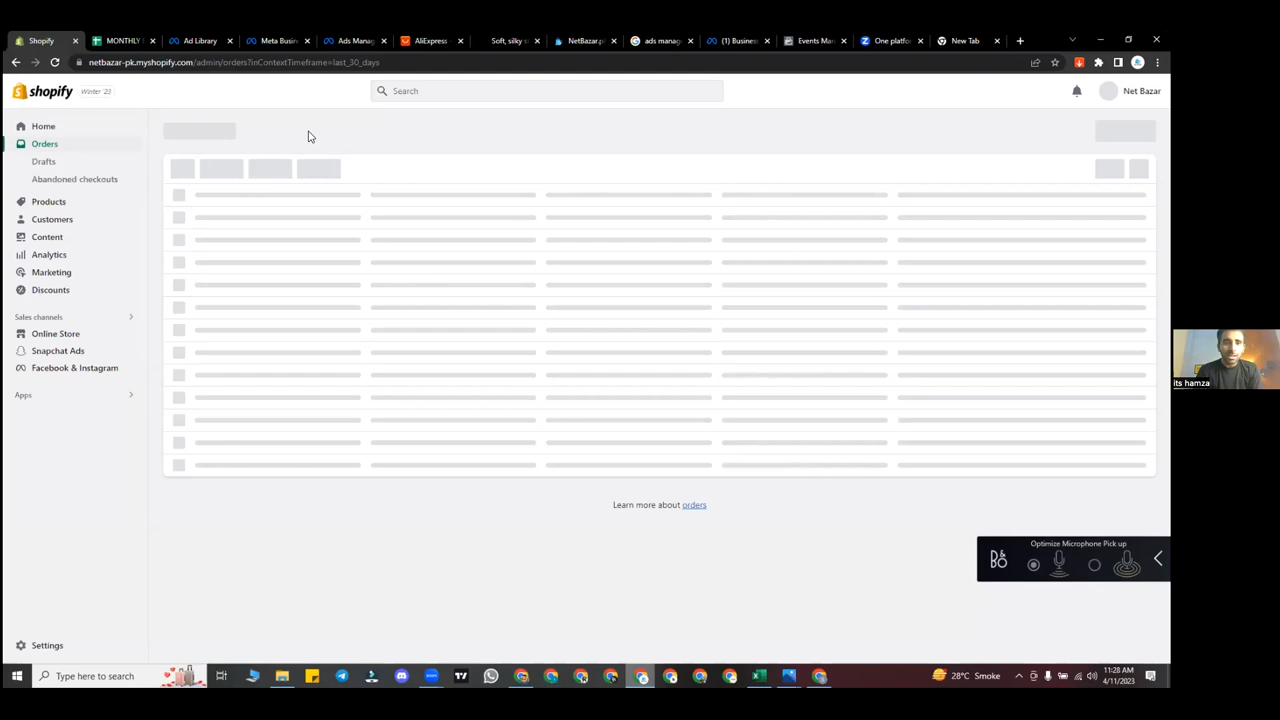 Shopify
MONTHLY
Ad Library
Meta Busin
Ads Manag
AliExpress
Soft, silky s
NetBazar.p
ads manage
(1) Business
Events Man
One platfo
New Tab
netbazar-pk.myshopify.com/admin/orders?inContextTimeframe=last_30_days
shopify
Winter '23
Search
Net Bazar
Home
Orders
Drafts
Abandoned checkouts
Products
Customers
Content
Analytics
Marketing
Discounts
Sales channels
Online Store
Snapchat Ads
Facebook & Instagram
Apps
its hamza
Learn more about orders
Optimize Microphone Pick up
B&O
Settings
Type here to search
28°C Smoke
11:28 AM
4/11/2023